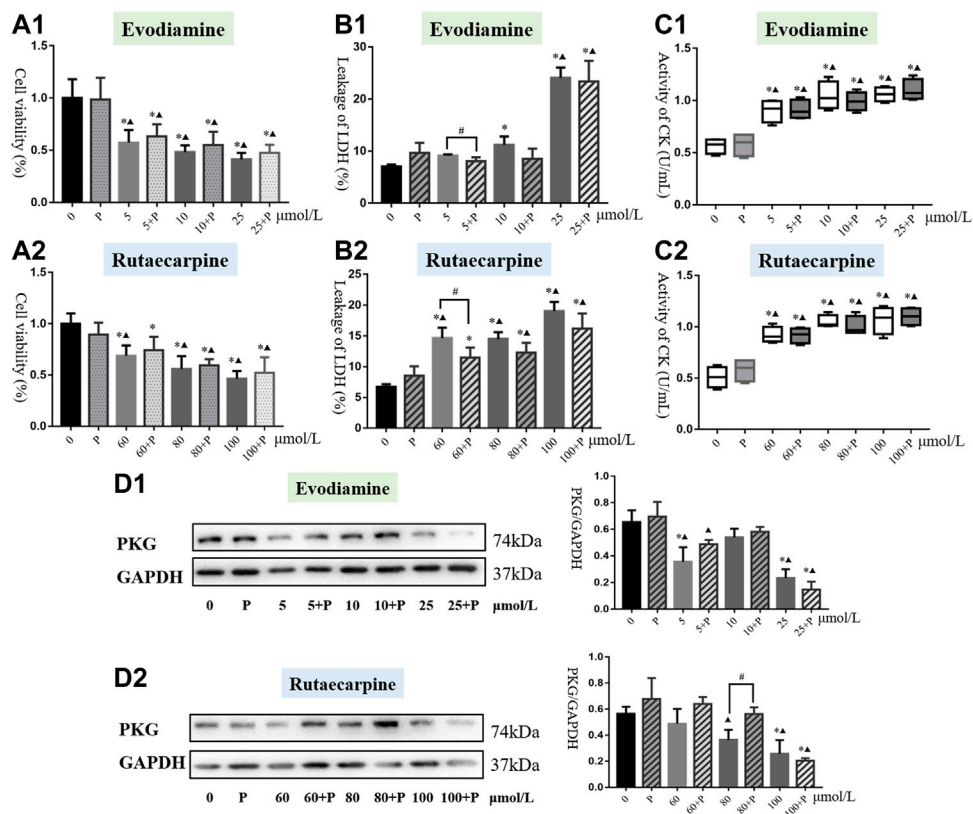 A1
Evodiamine
Cell viability (%)
1.5
1.0
0.5
0.0
*▲ *▲ *▲ *▲ *▲ *▲
0 P 5 5+P 10 10+P 25 25+P μmol/L
B1
Evodiamine
Leakage of LDH (%)
30
20
10
0
# * *▲ *▲
0 P 5 5+P 10 10+P 25 25+P μmol/L
C1
Evodiamine
Activity of CK (U/mL)
1.5
1.0
0.5
0.0
*▲ *▲ *▲ *▲ *▲ *▲
0 P 5 5+P 10 10+P 25 25+P μmol/L
A2
Rutaecarpine
Cell viability (%)
1.5
1.0
0.5
0.0
*▲ * *▲ *▲ *▲ *▲
0 P 60 60+P 80 80+P 100 100+P μmol/L
B2
Rutaecarpine
Leakage of LDH (%)
25
20
15
10
5
0
*▲ # * *▲ *▲ *▲ *▲
0 P 60 60+P 80 80+P 100 100+P μmol/L
C2
Rutaecarpine
Activity of CK (U/mL)
1.5
1.0
0.5
0.0
*▲ *▲ *▲ *▲ *▲ *▲
0 P 60 60+P 80 80+P 100 100+P μmol/L
D1
Evodiamine
PKG 74kDa
GAPDH 37kDa
0 P 5 5+P 10 10+P 25 25+P μmol/L
PKG/GAPDH
1.0
0.8
0.6
0.4
0.2
0.0
*▲ ▲ *▲ *▲
0 P 5 5+P 10 10+P 25 25+P μmol/L
D2
Rutaecarpine
PKG 74kDa
GAPDH 37kDa
0 P 60 60+P 80 80+P 100 100+P μmol/L
PKG/GAPDH
1.0
0.8
0.6
0.4
0.2
0.0
▲ # *▲ *▲
0 P 60 60+P 80 80+P 100 100+P μmol/L